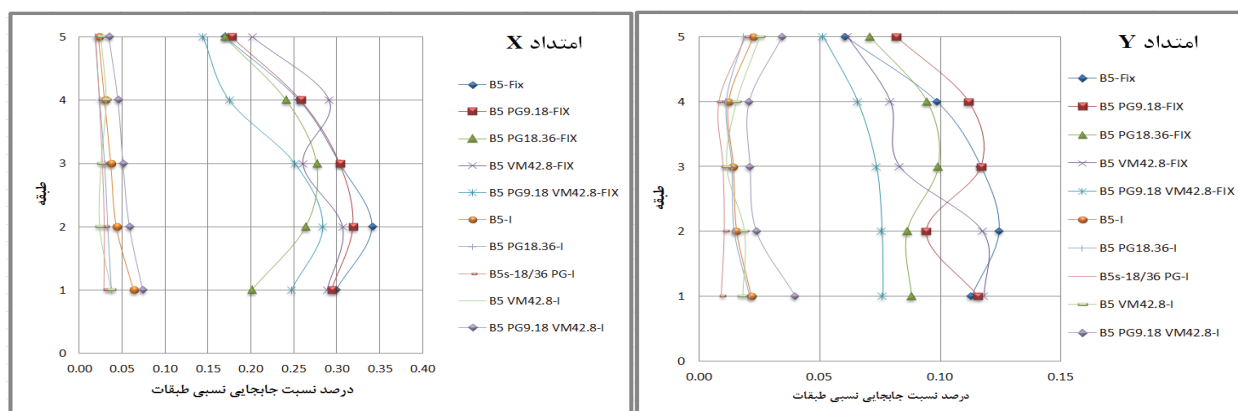 امتداد X
5
4
3
2
1
0
طبقه
0.00 0.05 0.10 0.15 0.20 0.25 0.30 0.35 0.40
درصد نسبت جابجایی نسبی طبقات
B5-Fix
B5 PG9.18-FIX
B5 PG18.36-FIX
B5 VM42.8-FIX
B5 PG9.18 VM42.8-FIX
B5-I
B5 PG18.36-I
B5s-18/36 PG-I
B5 VM42.8-I
B5 PG9.18 VM42.8-I
امتداد Y
5
4
3
2
1
0
طبقه
0.00 0.05 0.10 0.15
درصد نسبت جابجایی نسبی طبقات
B5-Fix
B5 PG9.18-FIX
B5 PG18.36-FIX
B5 VM42.8-FIX
B5 PG9.18 VM42.8-FIX
B5-I
B5 PG18.36-I
B5s-18/36 PG-I
B5 VM42.8-I
B5 PG9.18 VM42.8-I